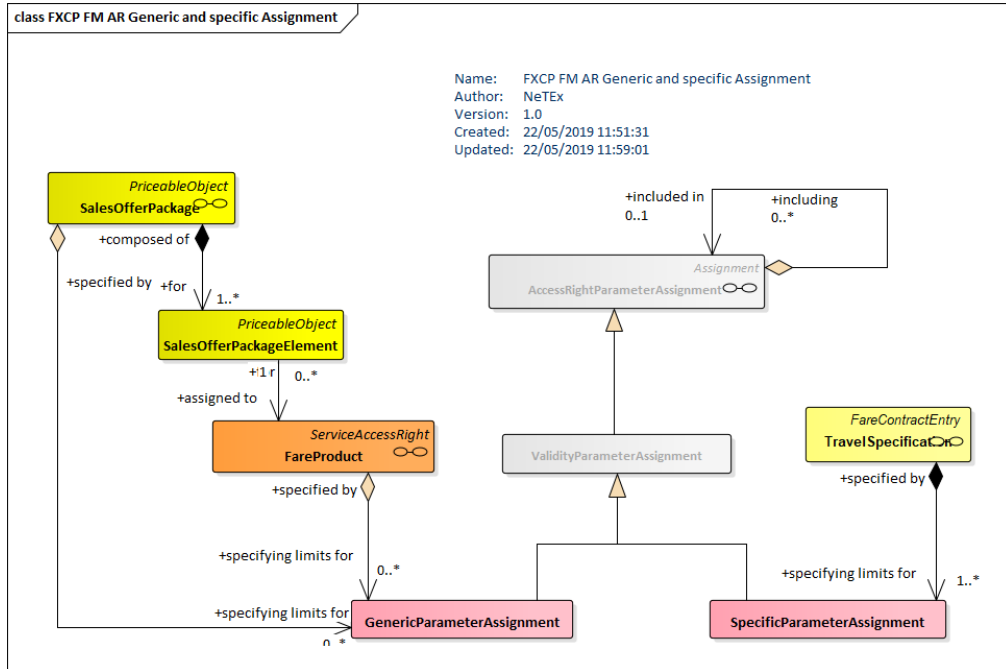 class FXCP FM AR Generic and specific Assignment
Name: FXCP FM AR Generic and specific Assignment
Author: NeTEx
Version: 1.0
Created: 22/05/2019 11:51:31
Updated: 22/05/2019 11:59:01
PriceableObject
SalesOfferPackage
+composed of
+specified by
+for
1..*
PriceableObject
SalesOfferPackageElement
0..*
+assigned to
ServiceAccessRight
FareProduct
+specified by
+specifying limits for
0..*
+specifying limits for
0..*
GenericParameterAssignment
+included in
0..1
+including
0..*
Assignment
AccessRightParameterAssignment
ValidityParameterAssignment
FareContractEntry
TravelSpecification
+specified by
+specifying limits for
1..*
SpecificParameterAssignment